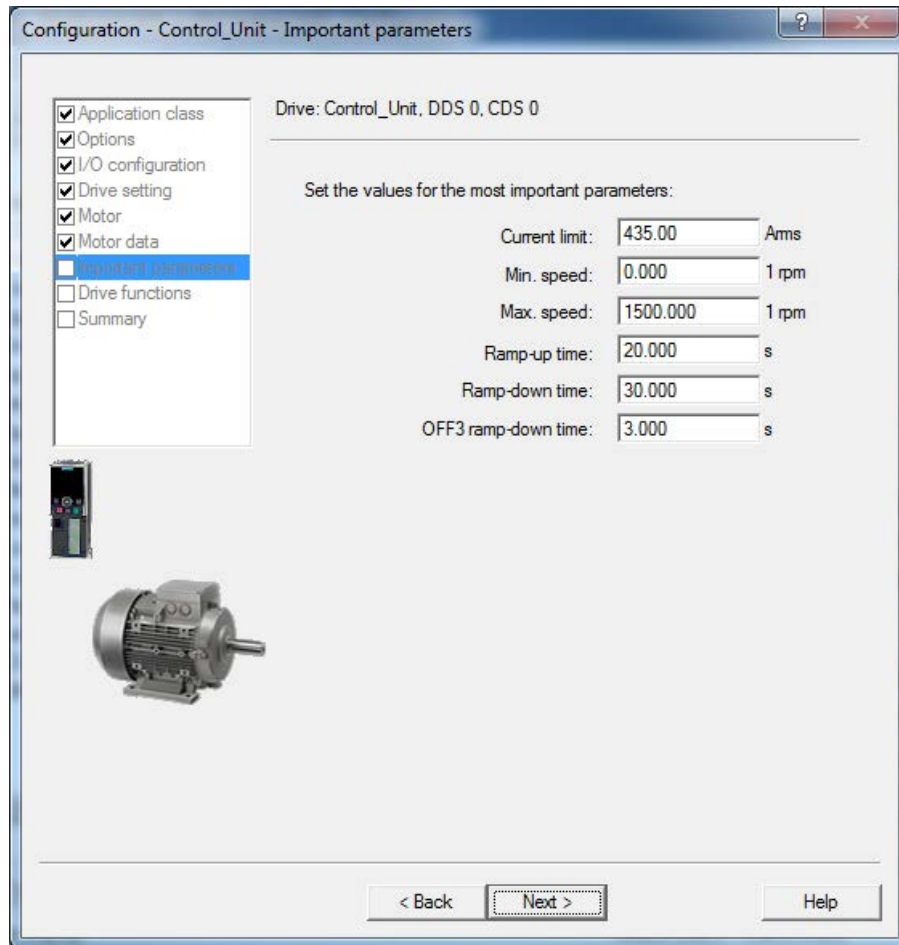 Configuration - Control_Unit - Important parameters
?
Application class
Options
I/O configuration
Drive setting
Motor
Motor data
Important parameters
Drive functions
Summary
Drive: Control_Unit, DDS 0, CDS 0
Set the values for the most important parameters:
Current limit: 435.00 Arms
Min. speed: 0.000 1 rpm
Max. speed: 1500.000 1 rpm
Ramp-up time: 20.000 s
Ramp-down time: 30.000 s
OFF3 ramp-down time: 3.000 s
< Back Next > Help